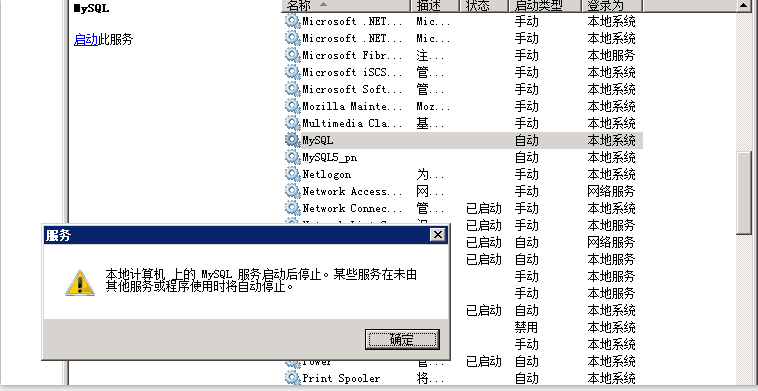 MySQL
启动此服务
名称 描述 状态 启动类型 登录为
Microsoft .NET... Mic... 手动 本地系统
Microsoft .NET... Mic... 手动 本地系统
Microsoft Fibr... 注... 手动 本地服务
Microsoft iSCS... 管... 手动 本地系统
Microsoft Soft... 管... 手动 本地系统
Mozilla Mainte... Moz... 手动 本地系统
Multimedia Cla... 基... 手动 本地系统
MySQL 自动 本地系统
MySQL5_pn 自动 本地系统
Netlogon 为... 手动 本地系统
Network Access... 网... 手动 网络服务
Network Connec... 管... 已启动 手动 本地系统
已启动 手动 本地服务
已启动 自动 网络服务
已启动 自动 本地服务
手动 本地服务
手动 本地服务
已启动 自动 本地系统
禁用 本地系统
手动 本地系统
Power 管... 已启动 自动 本地系统
Print Spooler 将... 自动 本地系统
服务
本地计算机 上的 MySQL 服务启动后停止。某些服务在未由
其他服务或程序使用时将自动停止。
确定